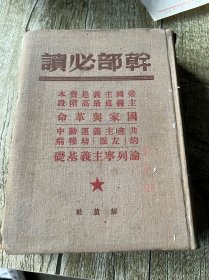 幹部必讀
帝國主義是資本
主義底最高階段
國家與革命
共產主義運動中
的「左派」幼稚病
論列寧主義基礎
解放社